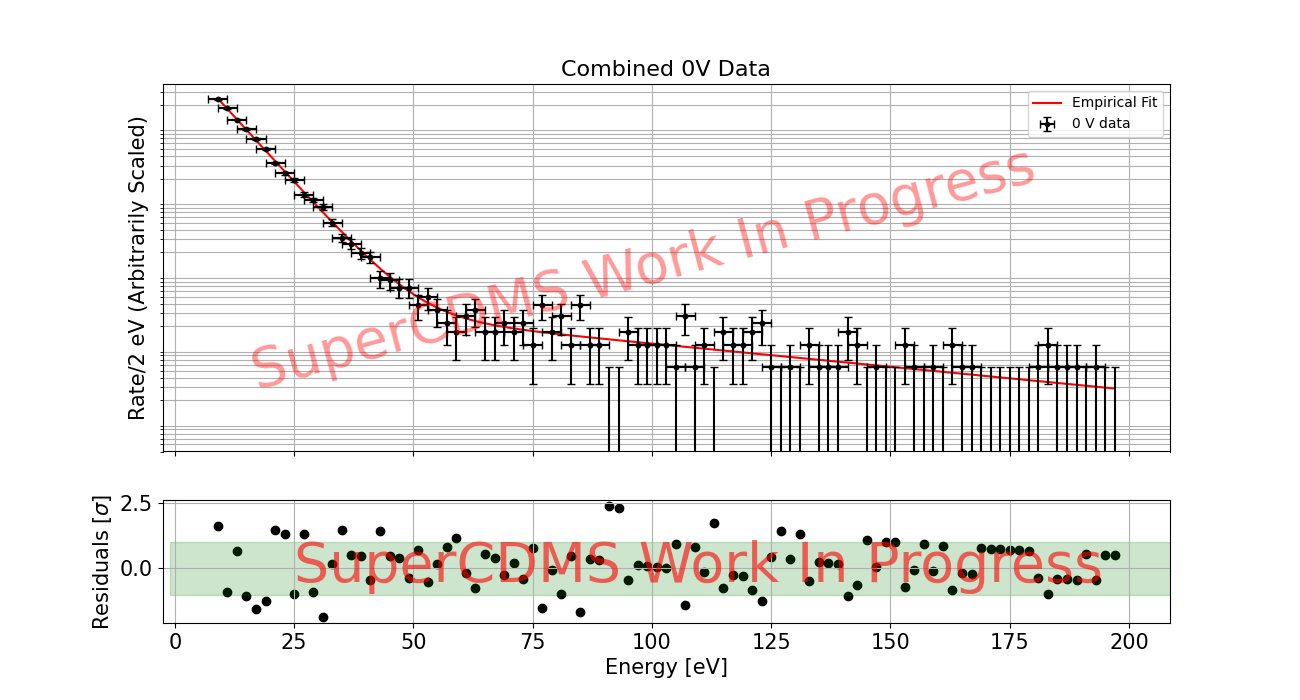 Combined 0V Data
Rate/2 eV (Arbitrarily Scaled)
Empirical Fit
0 V data
SuperCDMS Work In Progress
Residuals [σ]
2.5
0.0
SuperCDMS Work In Progress
0 25 50 75 100 125 150 175 200
Energy [eV]